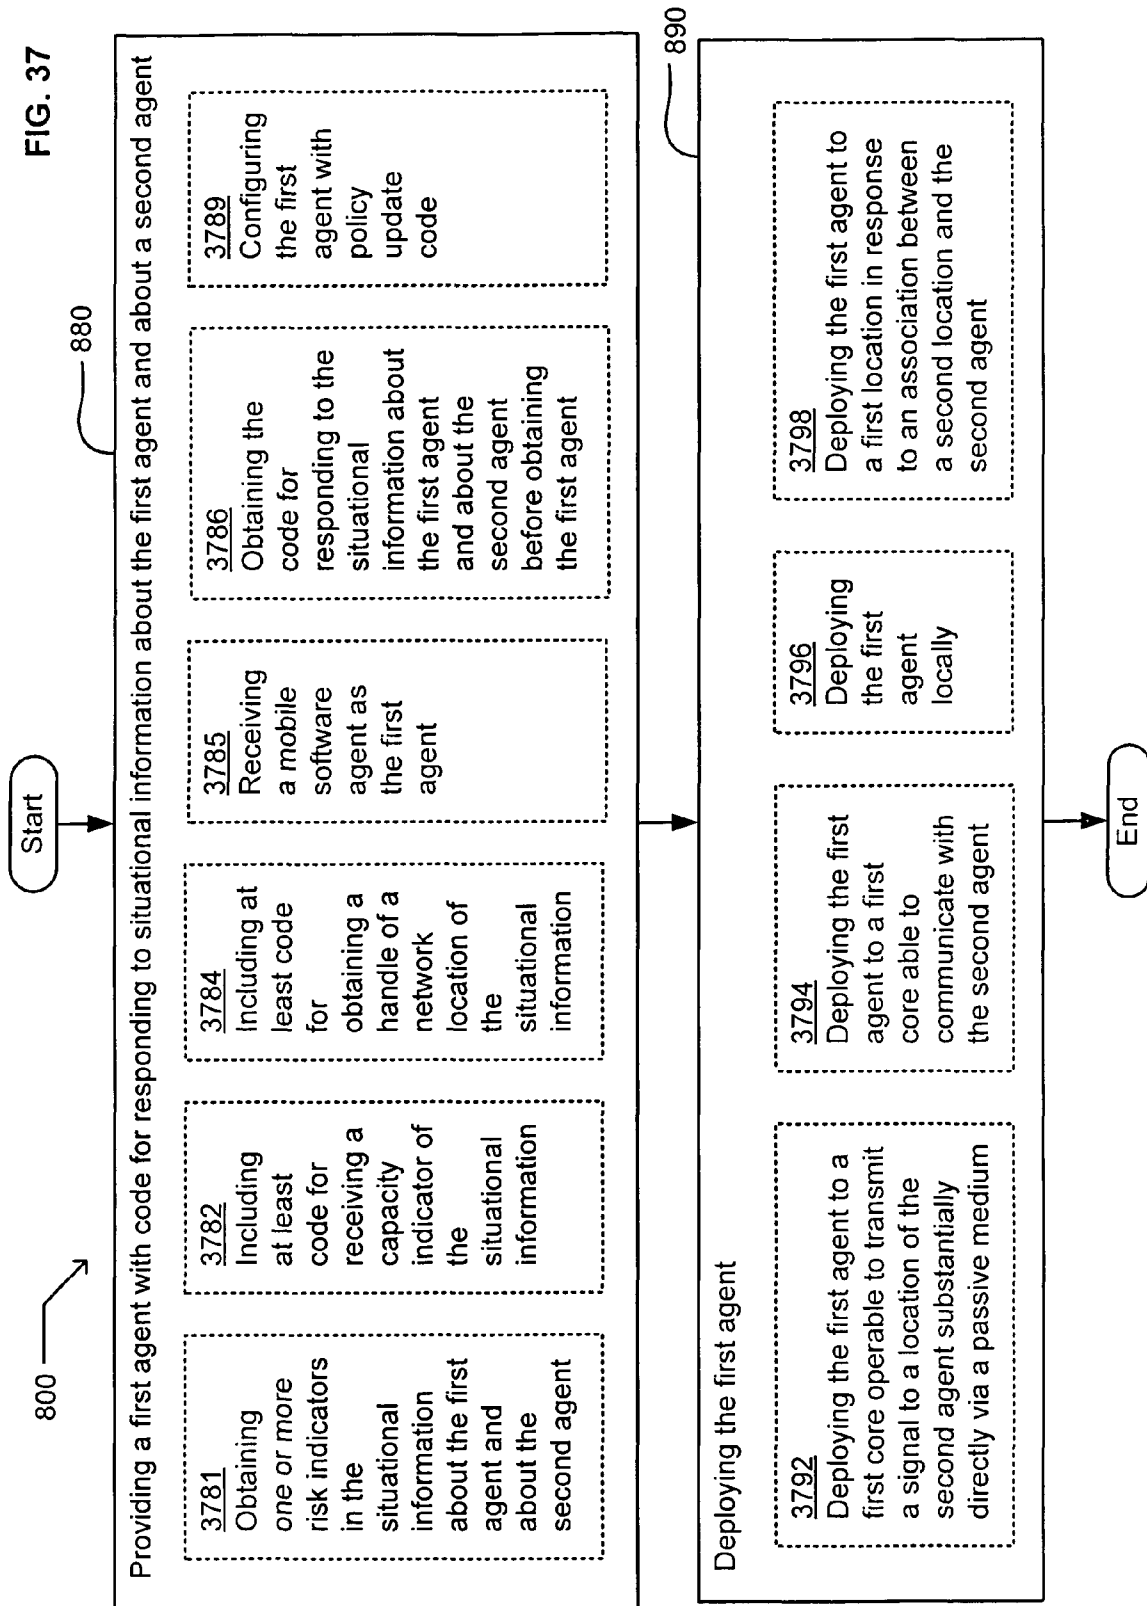 FIG. 37
800
Start
880
Providing a first agent with code for responding to situational information about the first agent and about a second agent
3781
Obtaining
one or more
risk indicators
in the
situational
information
about the first
agent and
about the
second agent
3782
Including
at least
code for
receiving a
capacity
indicator of
the
situational
information
3784
Including at
least code
for
obtaining a
handle of a
network
location of
the
situational
information
3785
Receiving
a mobile
software
agent as
the first
agent
3786
Obtaining the
code for
responding to the
situational
information about
the first agent
and about the
second agent
before obtaining
the first agent
3789
Configuring
the first
agent with
policy
update
code
890
Deploying the first agent
3792
Deploying the first agent to a
first core operable to transmit
a signal to a location of the
second agent substantially
directly via a passive medium
3794
Deploying the first
agent to a first
core able to
communicate with
the second agent
3796
Deploying
the first
agent
locally
3798
Deploying the first agent to
a first location in response
to an association between
a second location and the
second agent
End